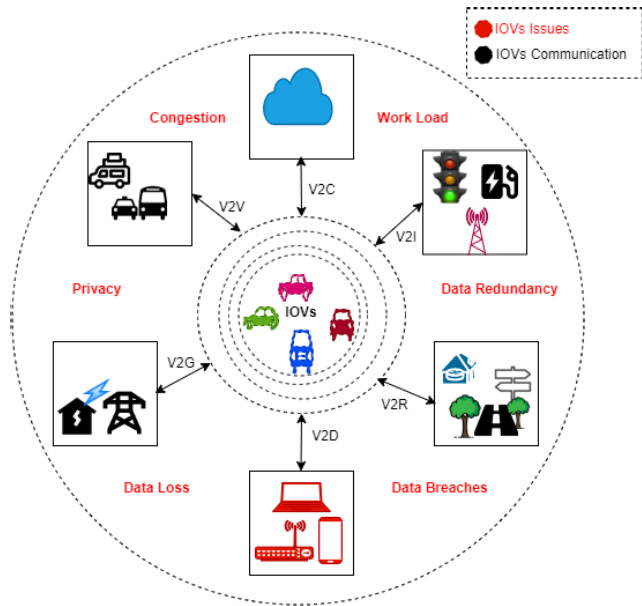 IOVs Issues
IOVs Communication
Congestion
Work Load
V2V
V2C
V2I
Privacy
IOVs
Data Redundancy
V2G
V2R
V2D
Data Loss
Data Breaches